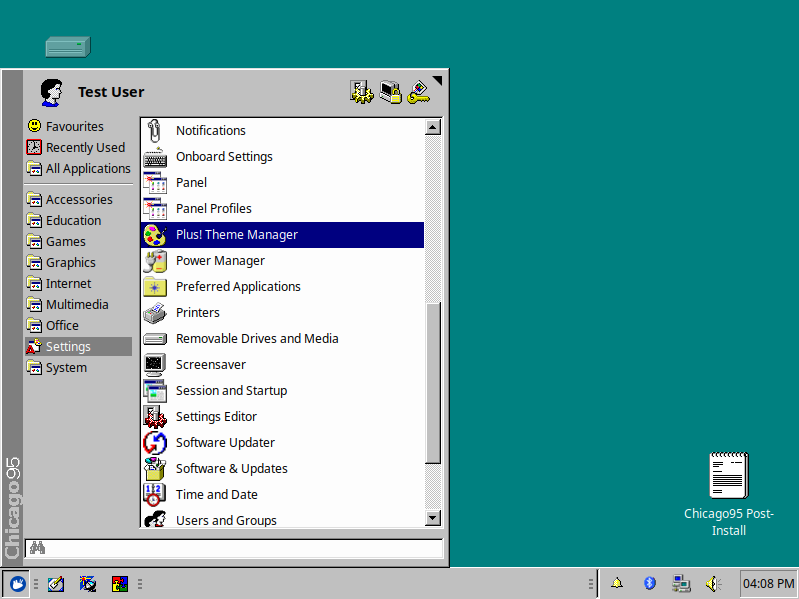 Test User
Favourites
Recently Used
All Applications
Accessories
Education
Games
Graphics
Internet
Multimedia
Office
Settings
System
Notifications
Onboard Settings
Panel
Panel Profiles
Plus! Theme Manager
Power Manager
Preferred Applications
Printers
Removable Drives and Media
Screensaver
Session and Startup
Settings Editor
Software Updater
Software & Updates
Time and Date
Users and Groups
Chicago95
Chicago95 Post-
Install
04:08 PM